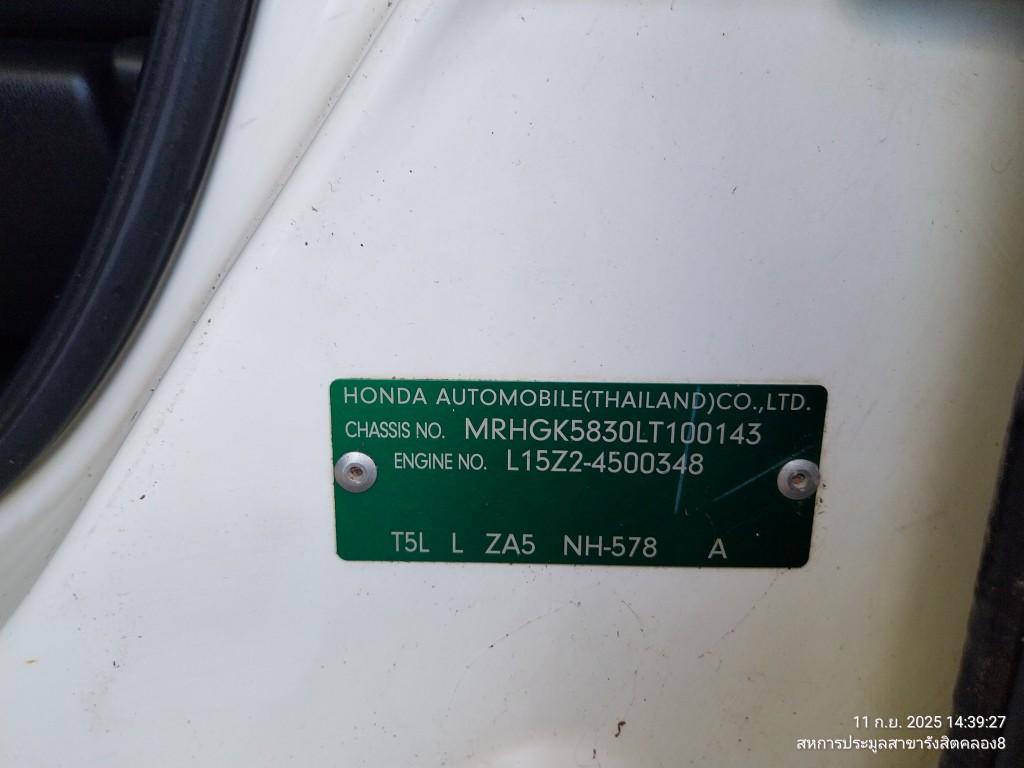 HONDA AUTOMOBILE(THAILAND)CO.,LTD.
CHASSIS NO. MRHGK5830LT100143
ENGINE NO. L15Z2-4500348
T5L L ZA5 NH-578 A
11 ก.ย. 2025 14:39:27
สหการประมูลสาขารังสิตคลอง8